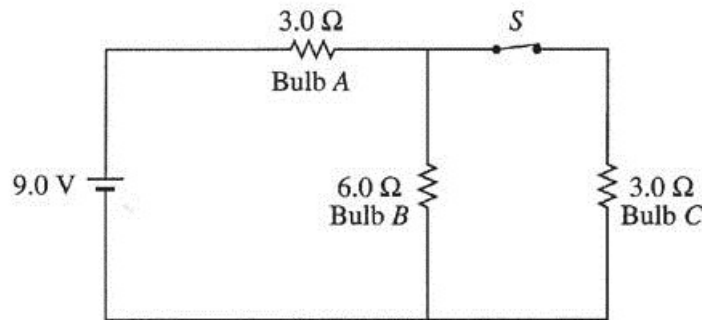 3.0 Ω
S
Bulb A
9.0 V
6.0 Ω
Bulb B
3.0 Ω
Bulb C